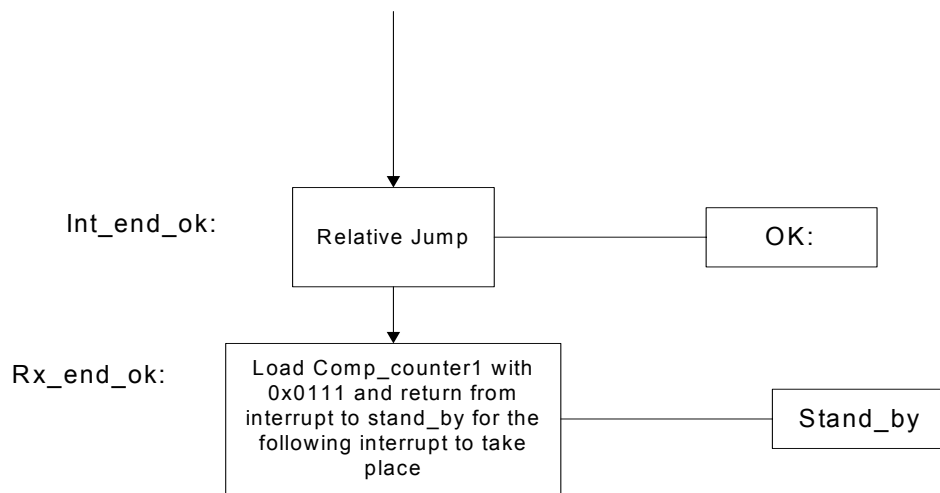 Int_end_ok:
Relative Jump
OK:
Rx_end_ok:
Load Comp_counter1 with
0x0111 and return from
interrupt to stand_by for the
following interrupt to take
place
Stand_by